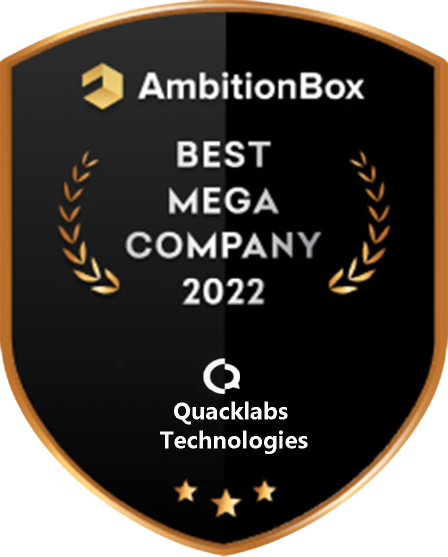 AmbitionBox
BEST
MEGA
COMPANY
2022
Quacklabs
Technologies